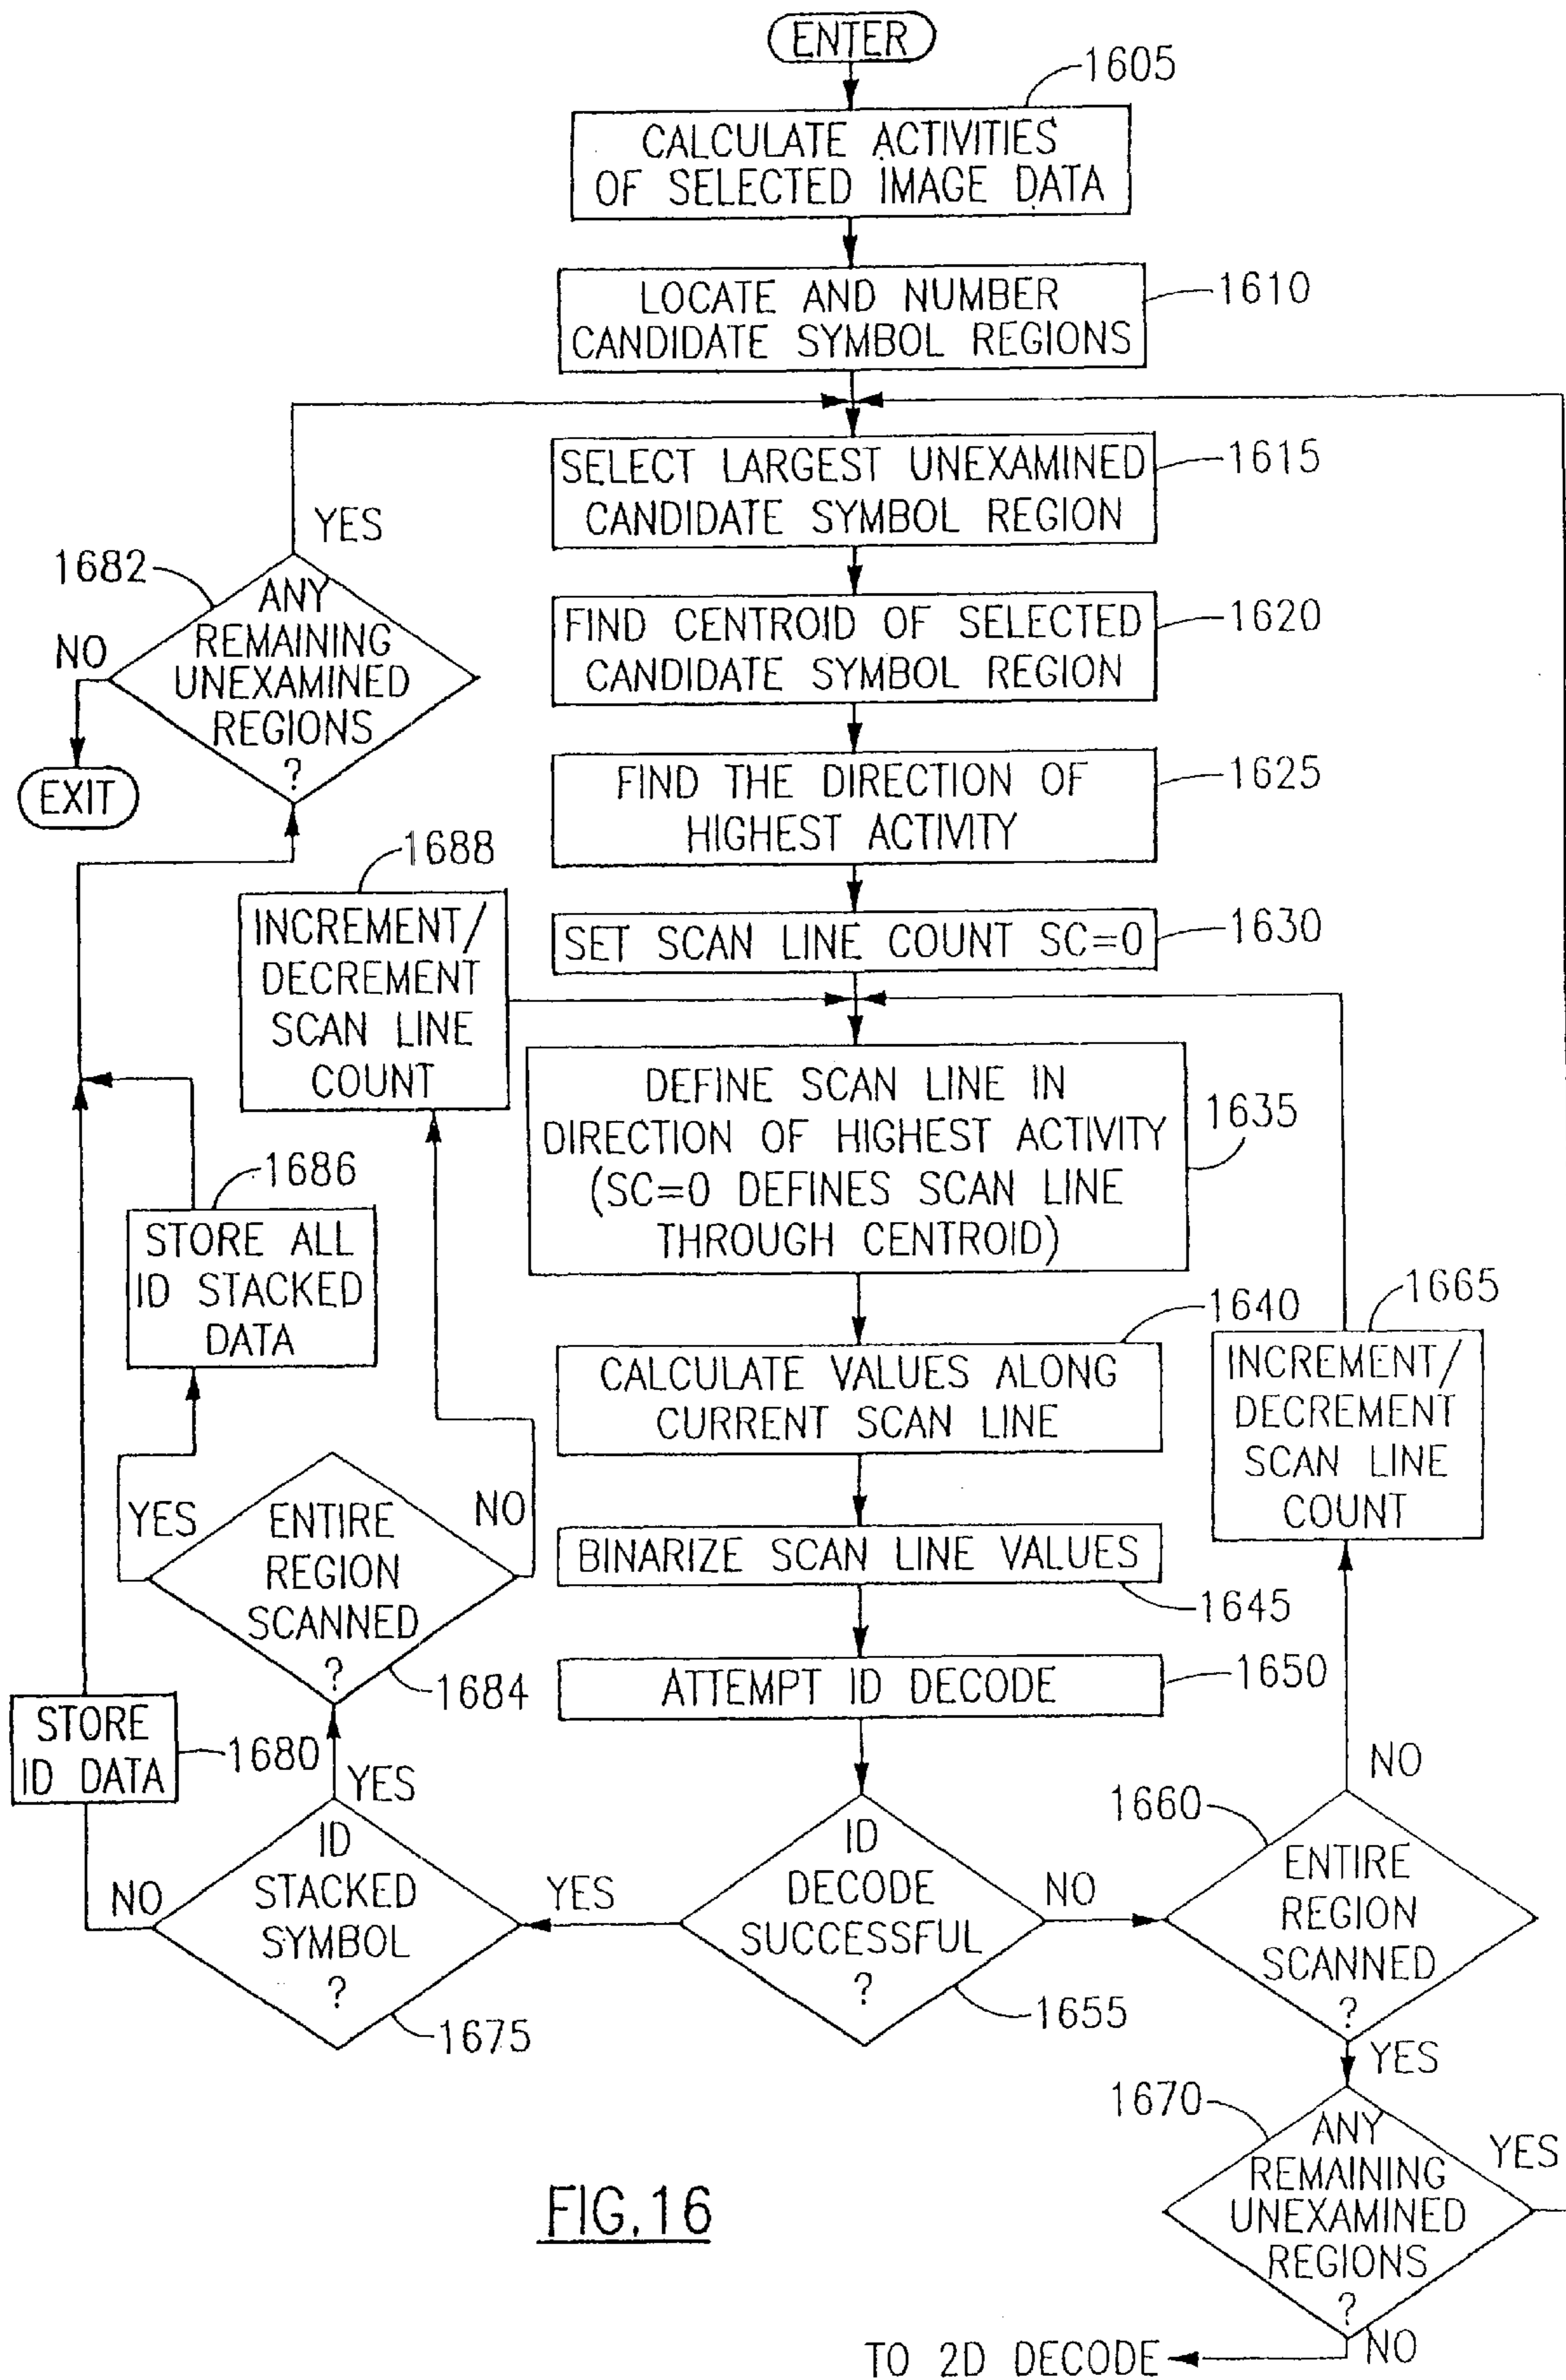 ENTER
1605
CALCULATE ACTIVITIES
OF SELECTED IMAGE DATA
LOCATE AND NUMBER
CANDIDATE SYMBOL REGIONS
1610
SELECT LARGEST UNEXAMINED
CANDIDATE SYMBOL REGION
1615
YES
1682
ANY
REMAINING
UNEXAMINED
REGIONS
?
NO
EXIT
FIND CENTROID OF SELECTED
CANDIDATE SYMBOL REGION
1620
FIND THE DIRECTION OF
HIGHEST ACTIVITY
1625
1688
INCREMENT/
DECREMENT
SCAN LINE
COUNT
SET SCAN LINE COUNT SC=0
1630
DEFINE SCAN LINE IN
DIRECTION OF HIGHEST ACTIVITY
(SC=0 DEFINES SCAN LINE
THROUGH CENTROID)
1635
1686
STORE ALL
ID STACKED
DATA
1640
CALCULATE VALUES ALONG
CURRENT SCAN LINE
1665
INCREMENT/
DECREMENT
SCAN LINE
COUNT
YES
ENTIRE
REGION
SCANNED
?
NO
1684
BINARIZE SCAN LINE VALUES
1645
ATTEMPT ID DECODE
1650
STORE
ID DATA
1680
YES
NO
ID
STACKED
SYMBOL
?
1675
YES
ID
DECODE
SUCCESSFUL
?
1655
NO
1660
NO
ENTIRE
REGION
SCANNED
?
YES
1670
ANY
REMAINING
UNEXAMINED
REGIONS
?
YES
NO
TO 2D DECODE
FIG.16